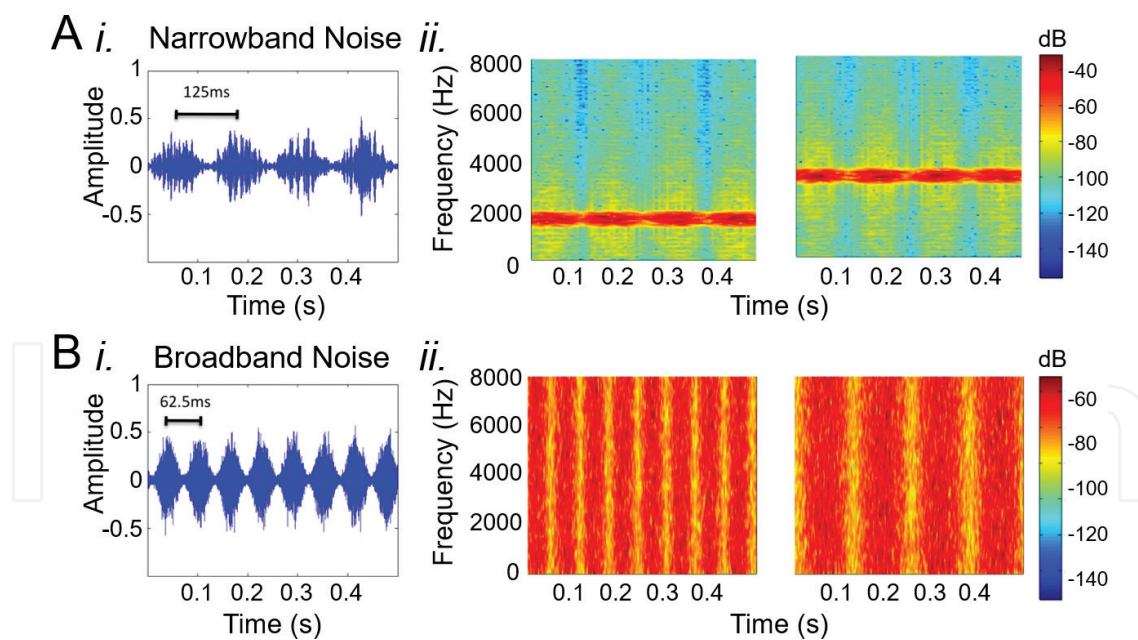 A i. Narrowband Noise ii.
Amplitude
1
0.5
0
-0.5
125ms
0.1 0.2 0.3 0.4
Time (s)
Frequency (Hz)
8000
6000
4000
2000
0
0.1 0.2 0.3 0.4
0.1 0.2 0.3 0.4
Time (s)
dB
-40
-60
-80
-100
-120
-140
B i. Broadband Noise ii.
Amplitude
1
0.5
0
-0.5
62.5ms
0.1 0.2 0.3 0.4
Time (s)
Frequency (Hz)
8000
6000
4000
2000
0
0.1 0.2 0.3 0.4
0.1 0.2 0.3 0.4
Time (s)
dB
-60
-80
-100
-120
-140